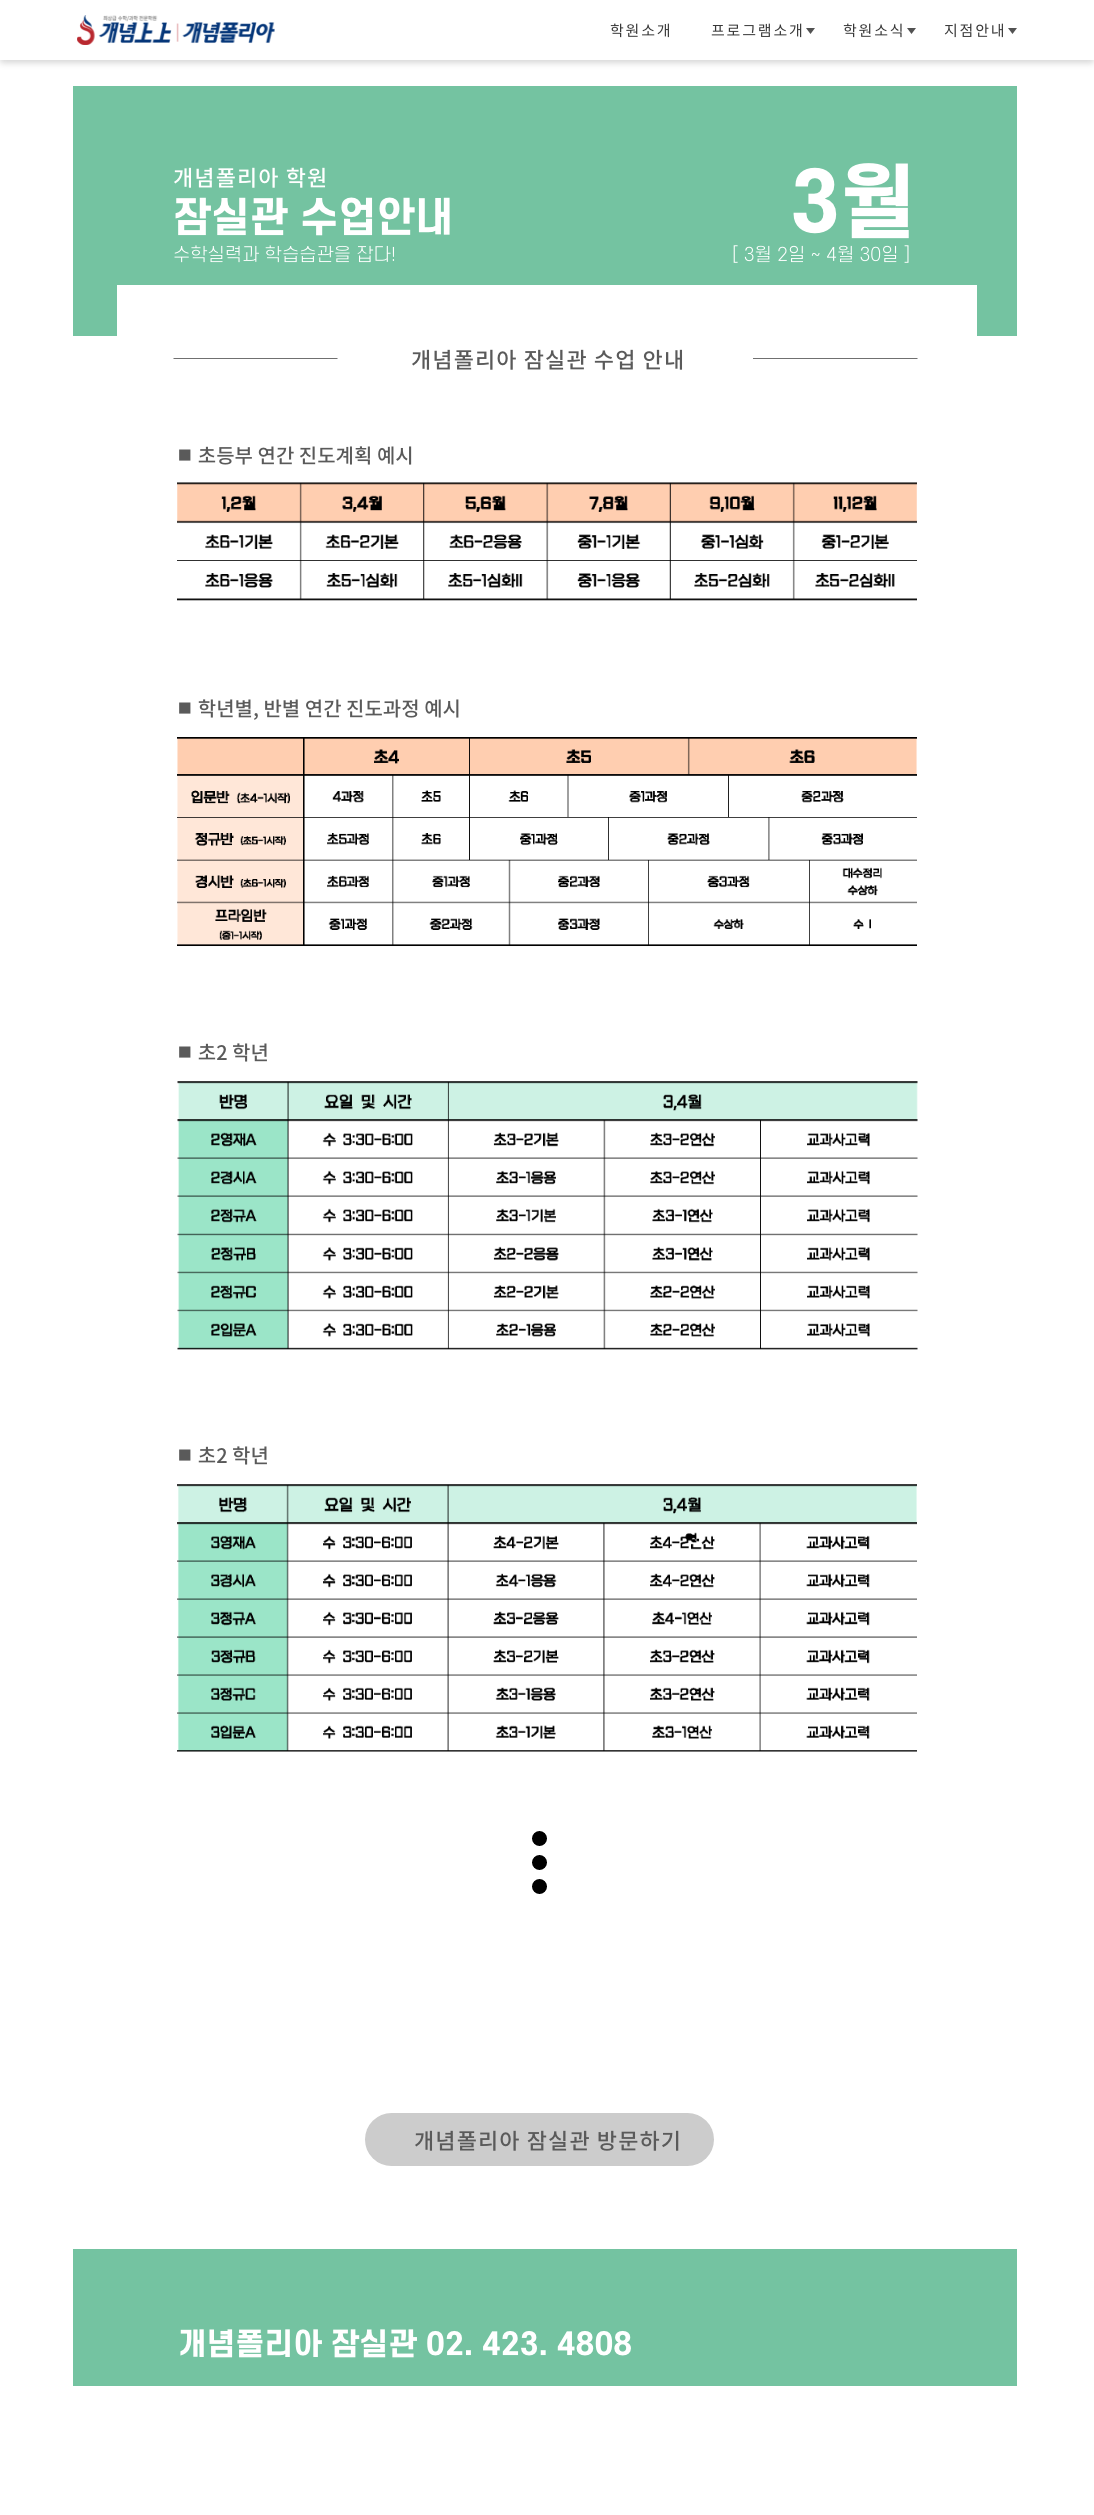 최상급 수학/과학 전문학원
개념上上 | 개념폴리아
학원소개 프로그램소개▼ 학원소식▼ 지점안내▼
개념폴리아 학원
잠실관 수업안내
수학실력과 학습습관을 잡다!
3월
[ 3월 2일 ~ 4월 30일 ]
개념폴리아 잠실관 수업 안내
■ 초등부 연간 진도계획 예시
1,2월 3,4월 5,6월 7,8월 9,10월 11,12월
초6-1기본 초6-2기본 초6-2응용 중1-1기본 중1-1심화 중1-2기본
초6-1응용 초5-1심화I 초5-1심화II 중1-1응용 초5-2심화I 초5-2심화II
■ 학년별, 반별 연간 진도과정 예시
초4 초5 초6
입문반 (초4-1시작) 4과정 초5 초6 중1과정 중2과정
정규반 (초5-1시작) 초5과정 초6 중1과정 중2과정 중3과정
경시반 (초6-1시작) 초6과정 중1과정 중2과정 중3과정 대수정리
수상하
프라임반
(중1-1시작) 중1과정 중2과정 중3과정 수상하 수 I
■ 초2 학년
반명 요일 및 시간 3,4월
2영재A 수 3:30-6:00 초3-2기본 초3-2연산 교과사고력
2경시A 수 3:30-6:00 초3-1응용 초3-2연산 교과사고력
2정규A 수 3:30-6:00 초3-1기본 초3-1연산 교과사고력
2정규B 수 3:30-6:00 초2-2응용 초3-1연산 교과사고력
2정규C 수 3:30-6:00 초2-2기본 초2-2연산 교과사고력
2입문A 수 3:30-6:00 초2-1응용 초2-2연산 교과사고력
■ 초2 학년
반명 요일 및 시간 3,4월
3영재A 수 3:30-6:00 초4-2기본 초4-2 산 교과사고력
3경시A 수 3:30-6:00 초4-1응용 초4-2연산 교과사고력
3정규A 수 3:30-6:00 초3-2응용 초4-1연산 교과사고력
3정규B 수 3:30-6:00 초3-2기본 초3-2연산 교과사고력
3정규C 수 3:30-6:00 초3-1응용 초3-2연산 교과사고력
3입문A 수 3:30-6:00 초3-1기본 초3-1연산 교과사고력
개념폴리아 잠실관 방문하기
개념폴리아 잠실관 02. 423. 4808